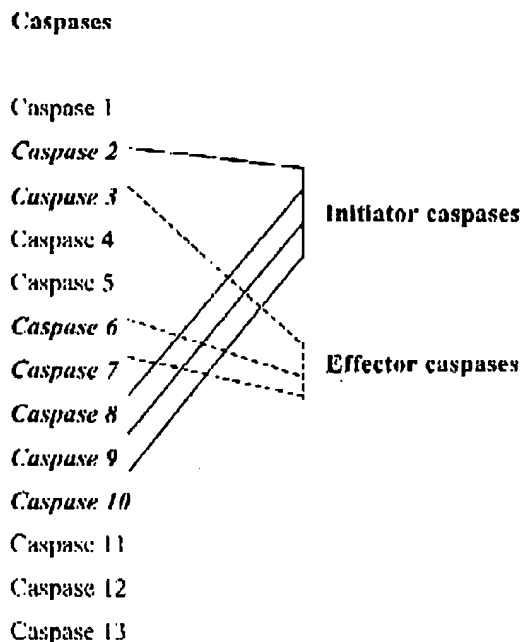 Caspases
Caspase 1
Caspase 2
Caspase 3
Initiator caspases
Caspase 4
Caspase 5
Caspase 6
Caspase 7
Effector caspases
Caspase 8
Caspase 9
Caspase 10
Caspase 11
Caspase 12
Caspase 13